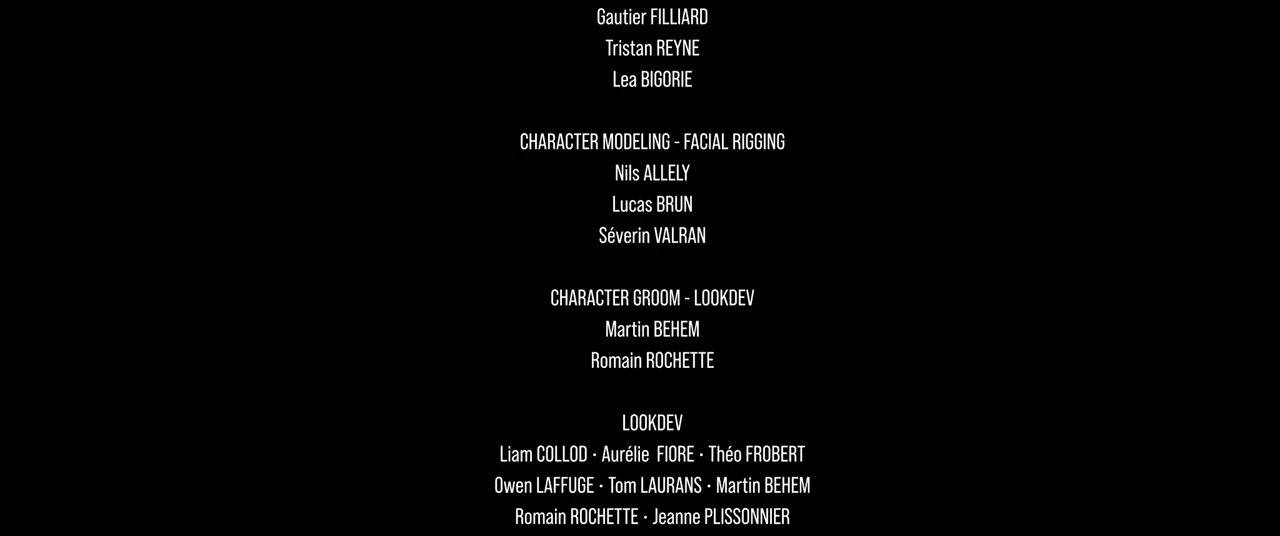 Gautier FILLIARD
Tristan REYNE
Lea BIGORIE
CHARACTER MODELING - FACIAL RIGGING
Nils ALLELY
Lucas BRUN
Séverin VALRAN
CHARACTER GROOM - LOOKDEV
Martin BEHEM
Romain ROCHETTE
LOOKDEV
Liam COLLOD · Aurélie FIORE · Théo FROBERT
Owen LAFFUGE · Tom LAURANS · Martin BEHEM
Romain ROCHETTE · Jeanne PLISSONNIER